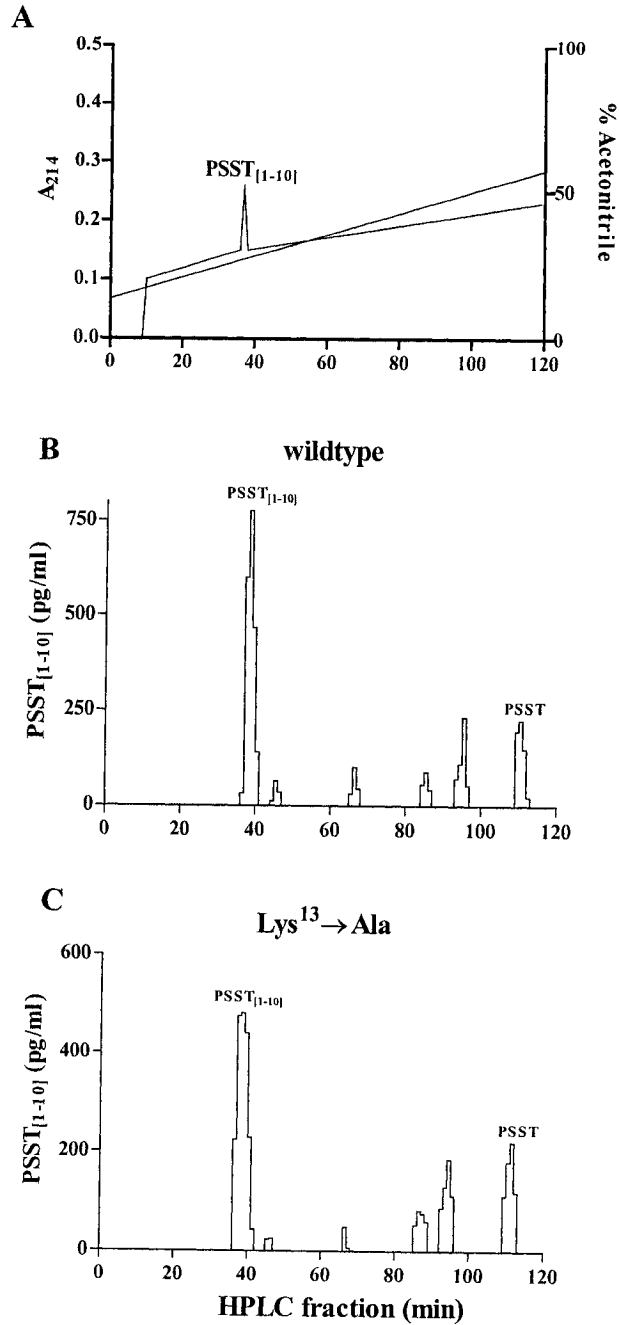 A
0.5
0.4
0.3
0.2
0.1
0.0
A214
PSST[1-10]
100
50
0
% Acetonitrile
0 20 40 60 80 100 120
B
wildtype
PSST[1-10]
750
500
250
0
PSST[1-10] (pg/ml)
PSST
0 20 40 60 80 100 120
C
Lys13→Ala
600
400
200
0
PSST[1-10] (pg/ml)
PSST[1-10]
PSST
0 20 40 60 80 100 120
HPLC fraction (min)